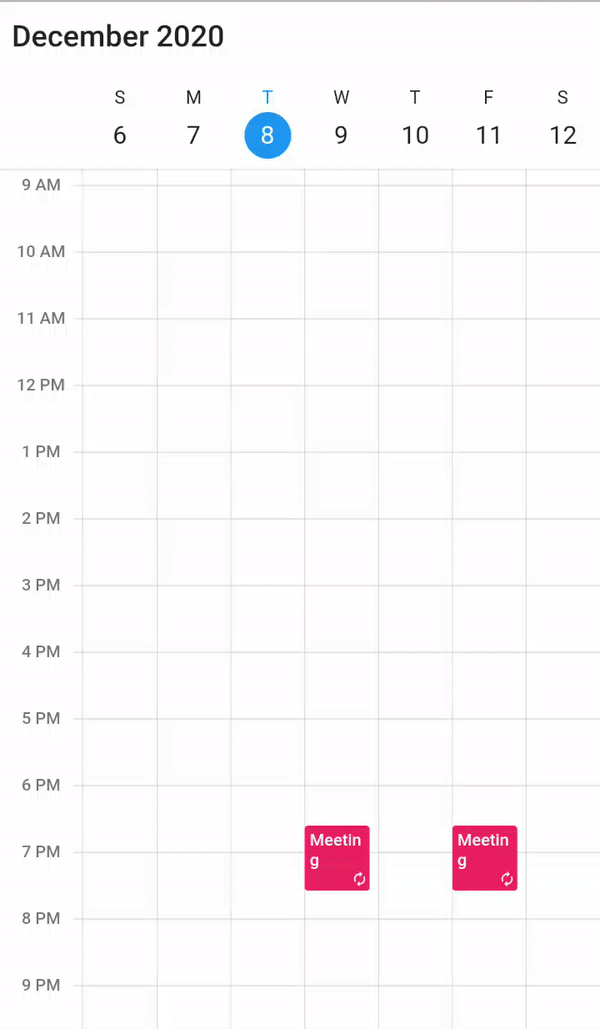 December 2020
S M T W T F S
6 7 8 9 10 11 12
9 AM
10 AM
11 AM
12 PM
1 PM
2 PM
3 PM
4 PM
5 PM
6 PM
Meetin Meetin
7 PM
g g
8 PM
9 PM